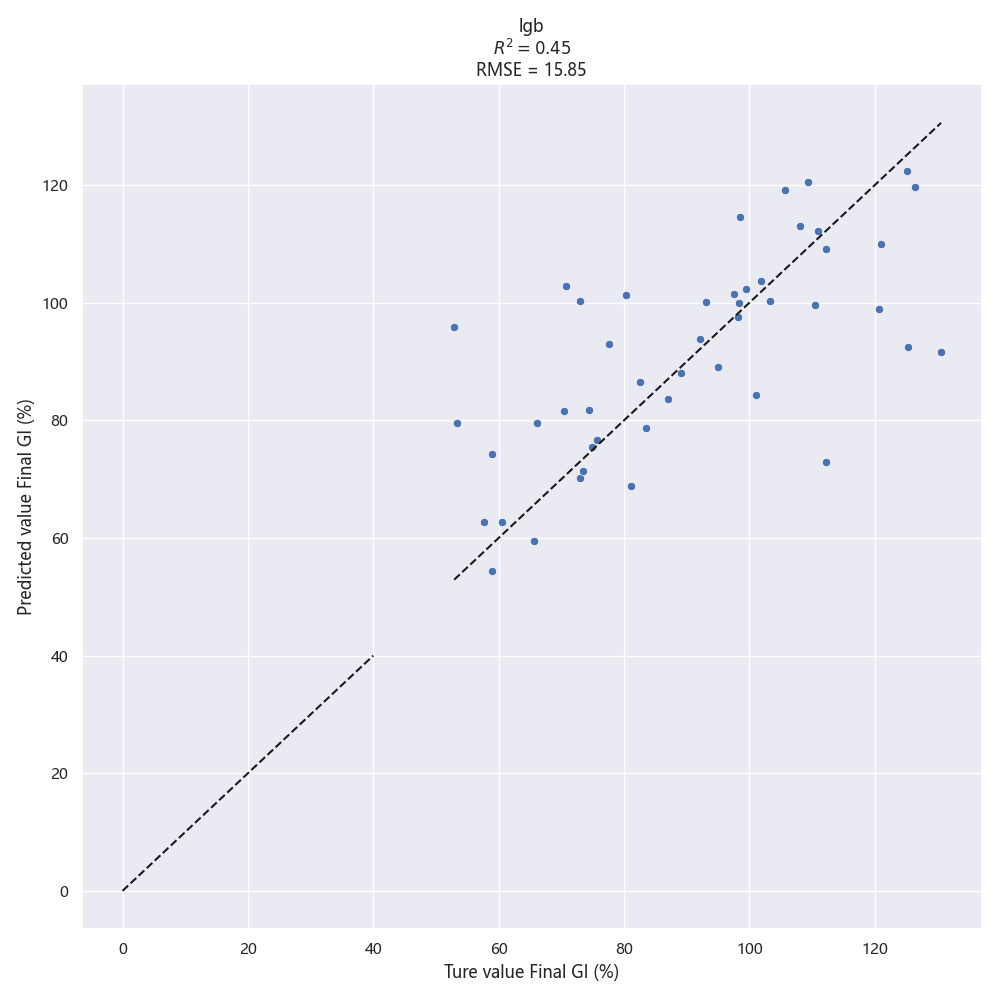 lgb
R² = 0.45
RMSE = 15.85
120
100
80
60
40
20
0
Predicted value Final GI (%)
0 20 40 60 80 100 120
Ture value Final GI (%)